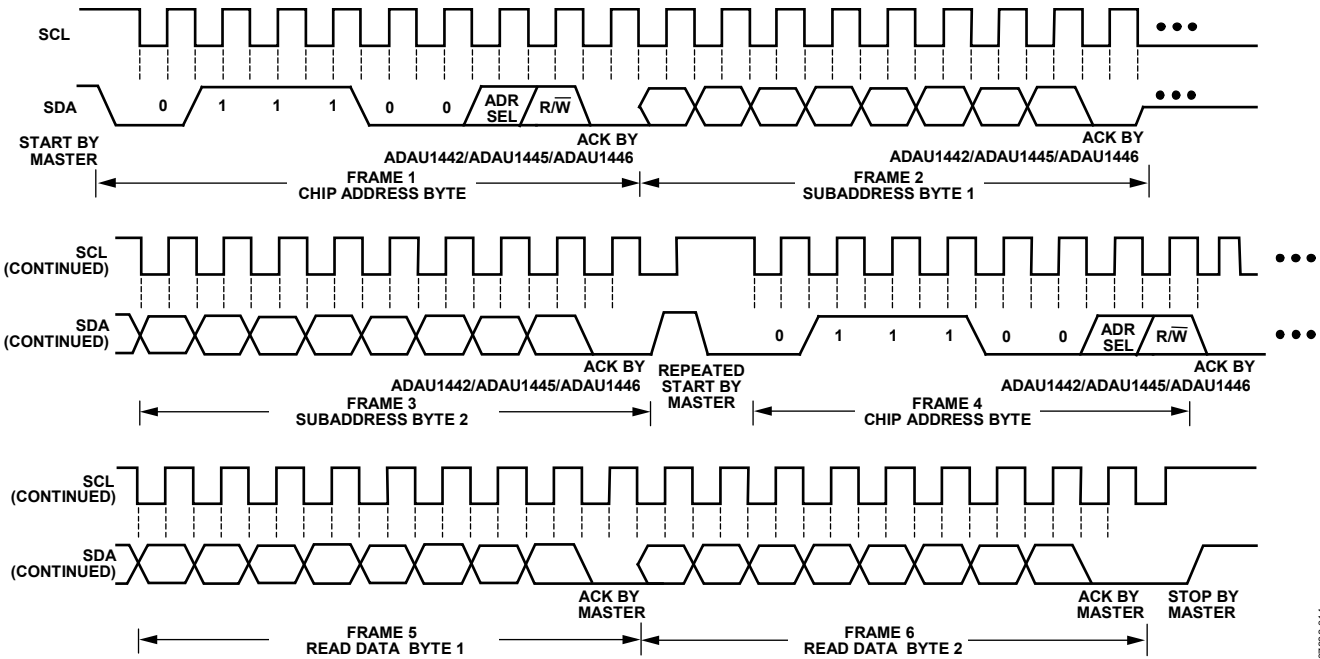 SCL
SDA
0 1 1 1 0 0 ADR SEL R/W̅
START BY MASTER
ACK BY ADAU1442/ADAU1445/ADAU1446
ACK BY ADAU1442/ADAU1445/ADAU1446
FRAME 1 CHIP ADDRESS BYTE
FRAME 2 SUBADDRESS BYTE 1
SCL (CONTINUED)
SDA (CONTINUED)
0 1 1 1 0 0 ADR SEL R/W̅
ACK BY ADAU1442/ADAU1445/ADAU1446
REPEATED START BY MASTER
ACK BY ADAU1442/ADAU1445/ADAU1446
FRAME 3 SUBADDRESS BYTE 2
FRAME 4 CHIP ADDRESS BYTE
SCL (CONTINUED)
SDA (CONTINUED)
ACK BY MASTER
ACK BY MASTER
STOP BY MASTER
FRAME 5 READ DATA BYTE 1
FRAME 6 READ DATA BYTE 2